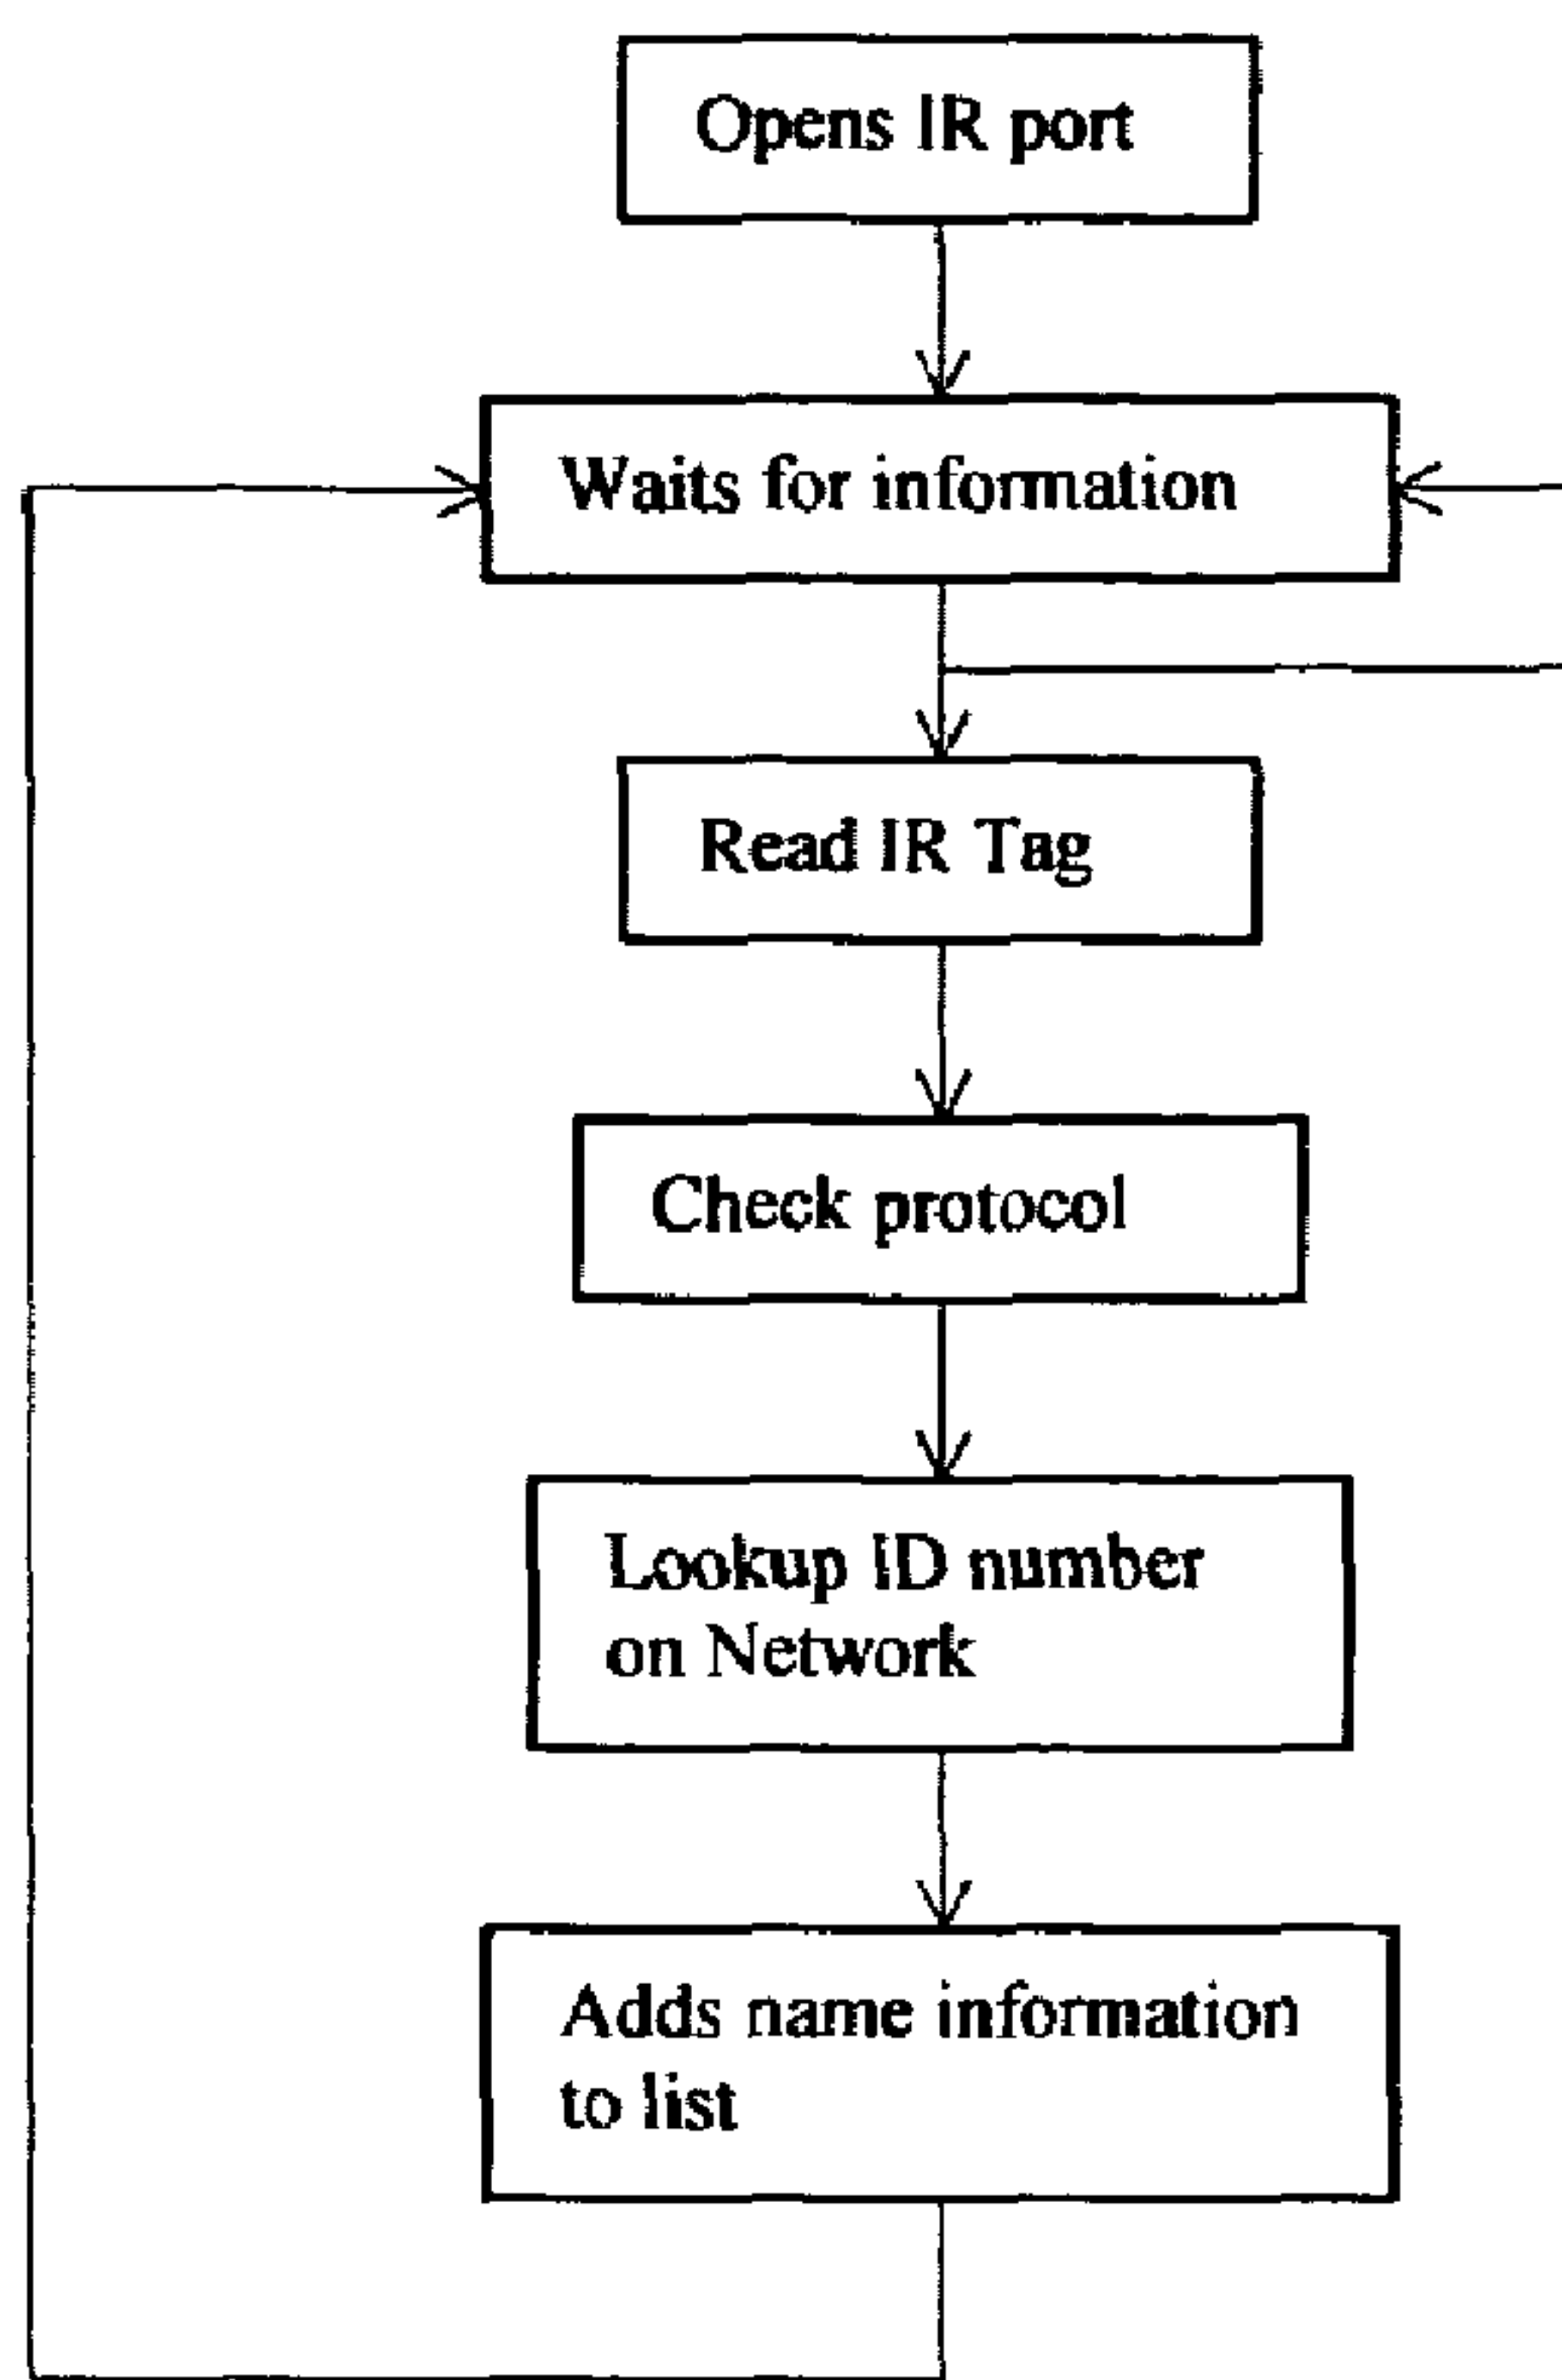 Opens IR port
Waits for information
Read IR Tag
Check protocol
Lookup ID number
on Network
Adds name information
to list